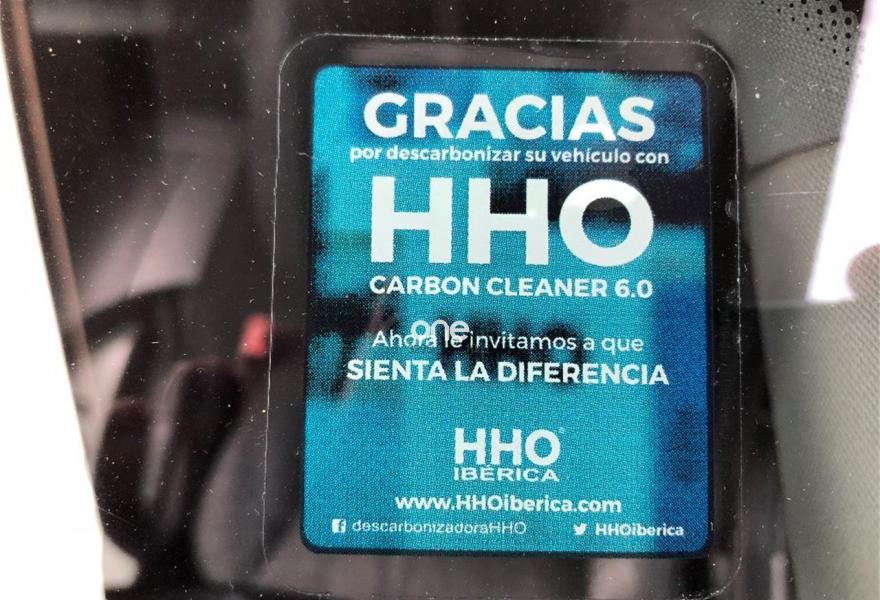 GRACIAS
por descarbonizar su vehículo con
HHO
CARBON CLEANER 6.0
one
Ahora le invitamos a que
SIENTA LA DIFERENCIA
HHO®
IBÉRICA
www.HHOiberica.com
descarbonizadoraHHO HHOiberica